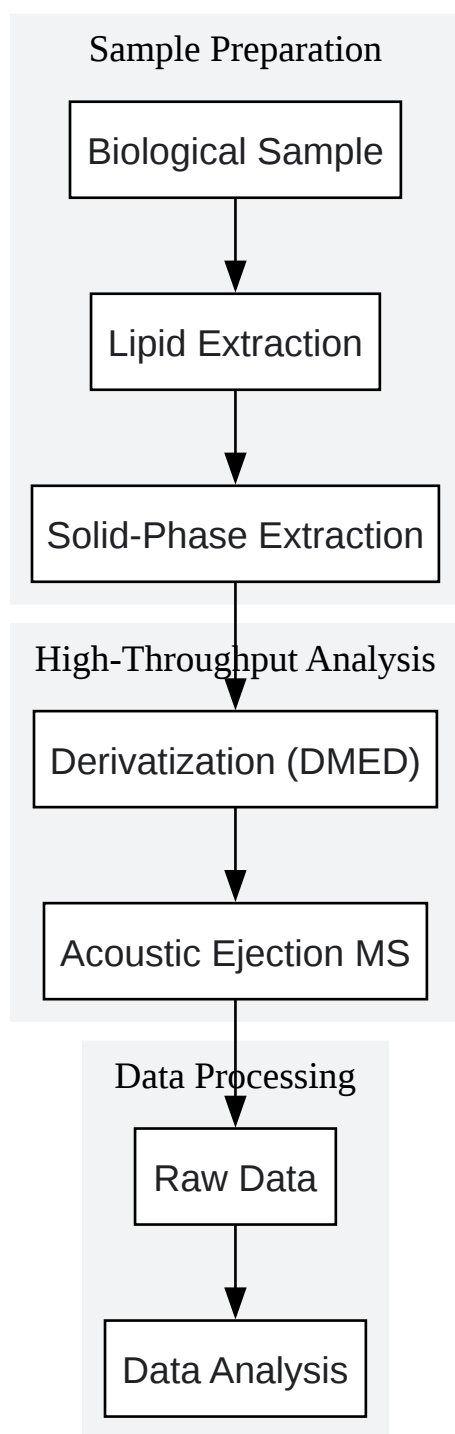 Sample Preparation
Biological Sample
Lipid Extraction
Solid-Phase Extraction
High-Throughput Analysis
Derivatization (DMED)
Acoustic Ejection MS
Data Processing
Raw Data
Data Analysis